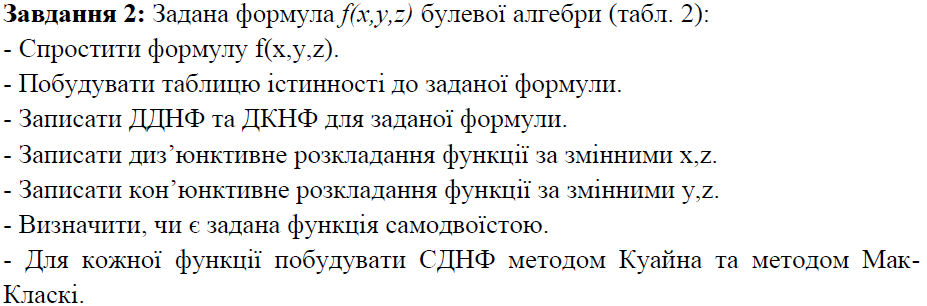 Завдання 2: Задана формула f(x,y,z) булевої алгебри (табл. 2):
- Спростити формулу f(x,y,z).
- Побудувати таблицю істинності до заданої формули.
- Записати ДДНФ та ДКНФ для заданої формули.
- Записати диз’юнктивне розкладання функції за змінними x,z.
- Записати кон’юнктивне розкладання функції за змінними y,z.
- Визначити, чи є задана функція самодвоїстою.
- Для кожної функції побудувати СДНФ методом Куайна та методом Мак-
Класкі.